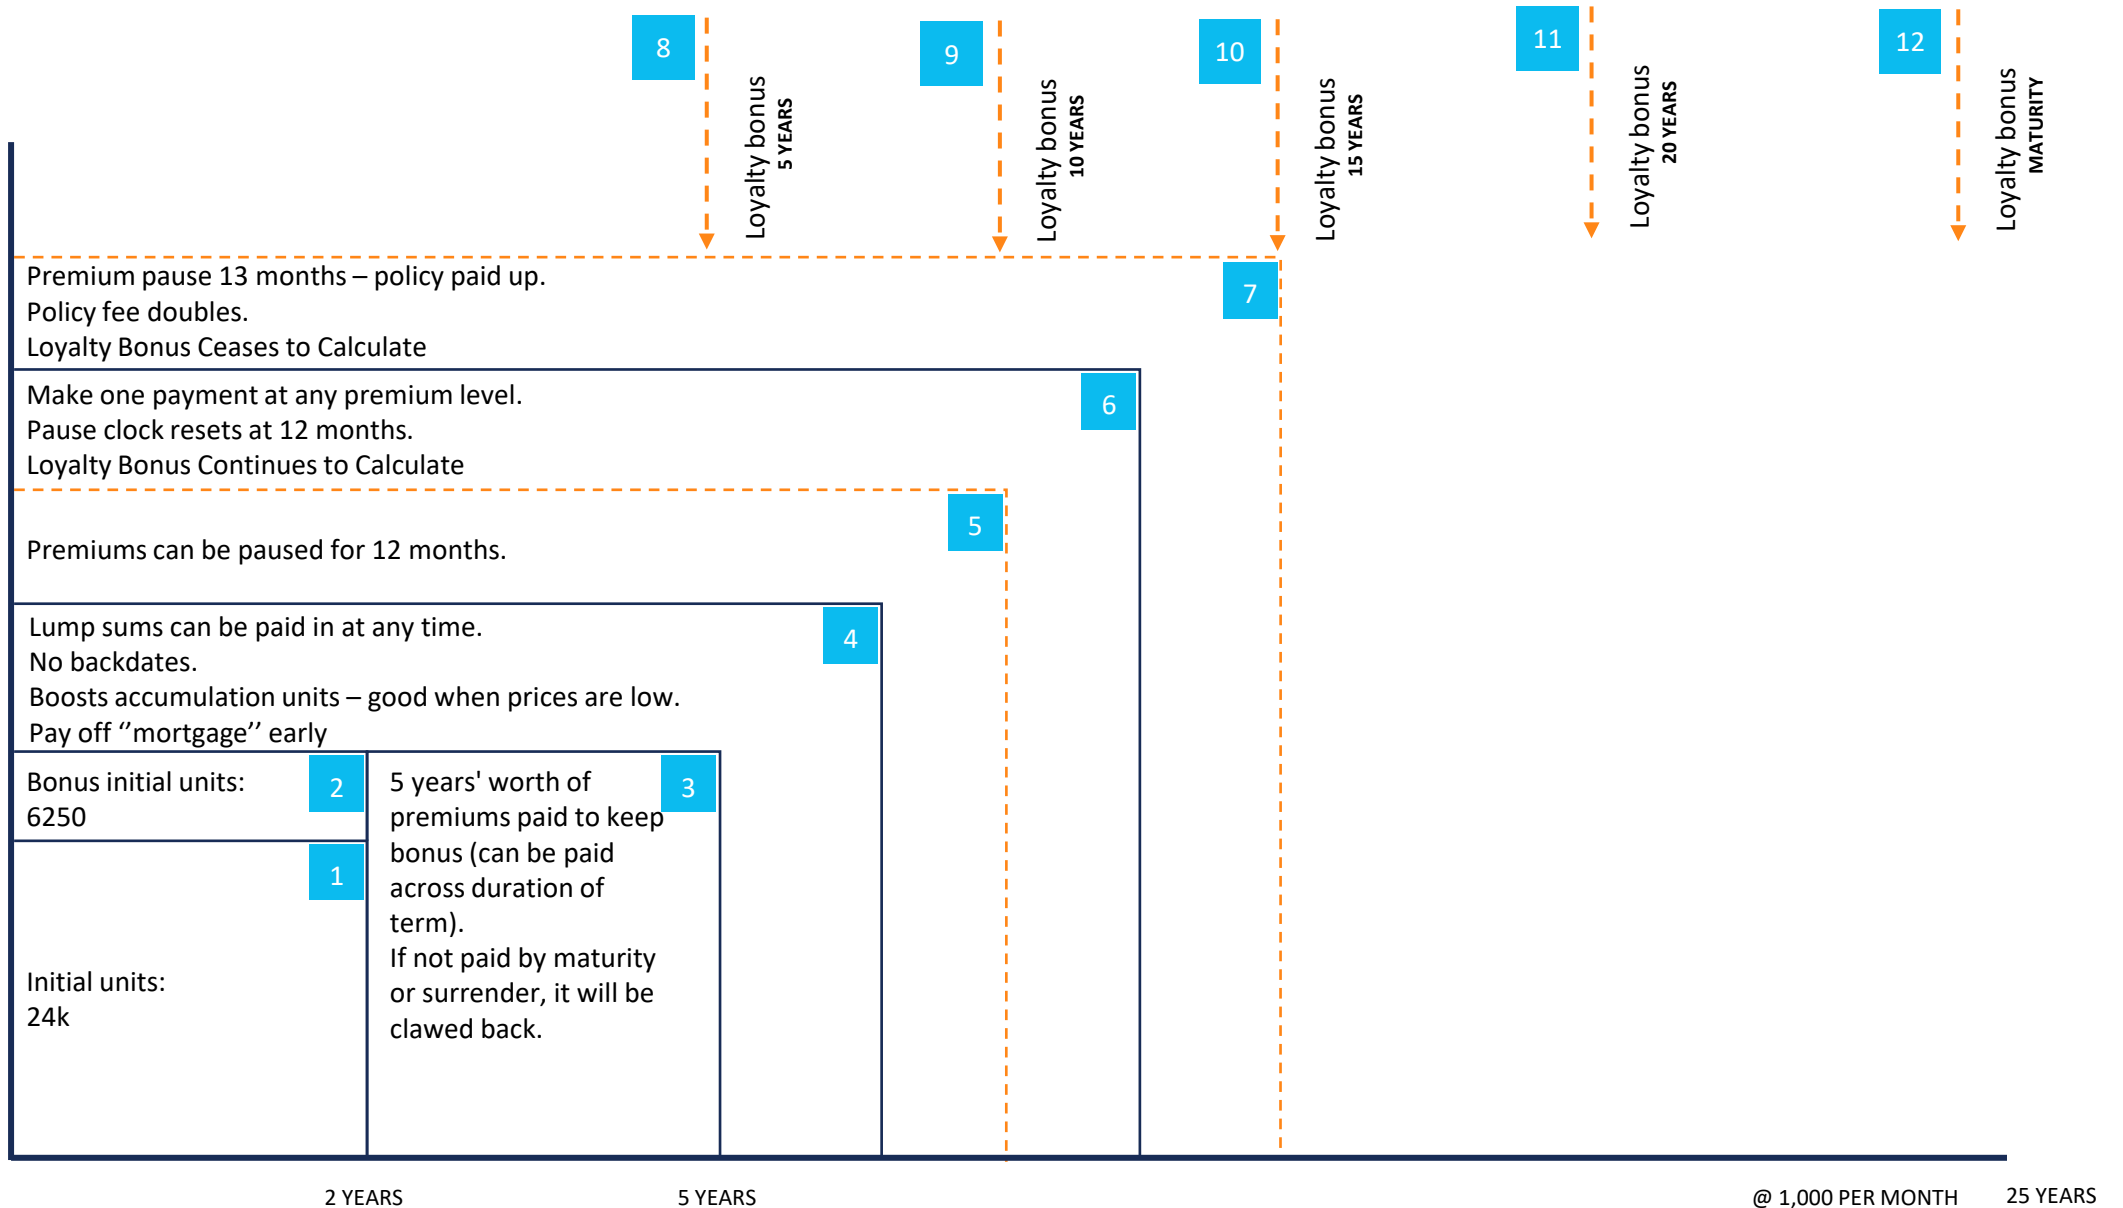 8
Loyalty bonus
5 YEARS
9
Loyalty bonus
10 YEARS
10
Loyalty bonus
15 YEARS
11
Loyalty bonus
20 YEARS
12
Loyalty bonus
MATURITY
Premium pause 13 months – policy paid up.
Policy fee doubles.
Loyalty Bonus Ceases to Calculate
7
Make one payment at any premium level.
Pause clock resets at 12 months.
Loyalty Bonus Continues to Calculate
6
Premiums can be paused for 12 months.
5
Lump sums can be paid in at any time.
No backdates.
Boosts accumulation units – good when prices are low.
Pay off ‘’mortgage’’ early
4
Bonus initial units:
6250
2
5 years' worth of
premiums paid to keep
bonus (can be paid
across duration of
term).
If not paid by maturity
or surrender, it will be
clawed back.
3
1
Initial units:
24k
2 YEARS
5 YEARS
@ 1,000 PER MONTH
25 YEARS